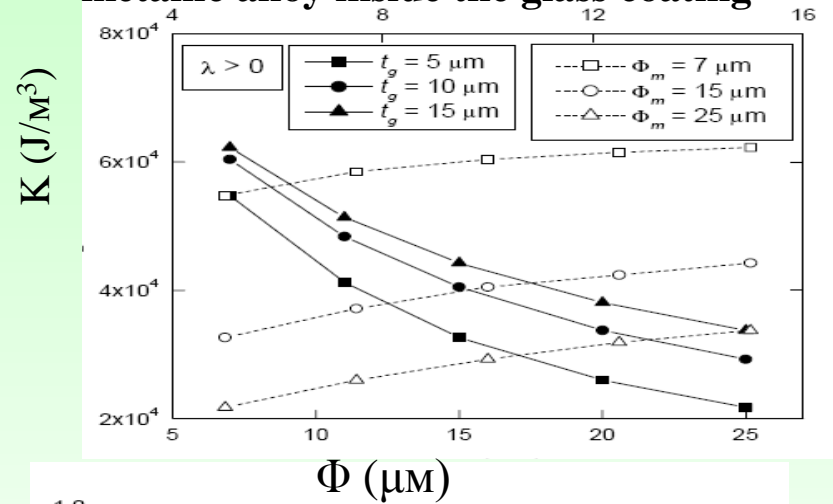 metallic alloy inside the glass coating
4 8 12 16
8x10⁴
6x10⁴
4x10⁴
2x10⁴
K (J/м³)
λ > 0
t_g = 5 μm
t_g = 10 μm
t_g = 15 μm
Φ_m = 7 μm
Φ_m = 15 μm
Φ_m = 25 μm
5 10 15 20 25
Φ (μм)